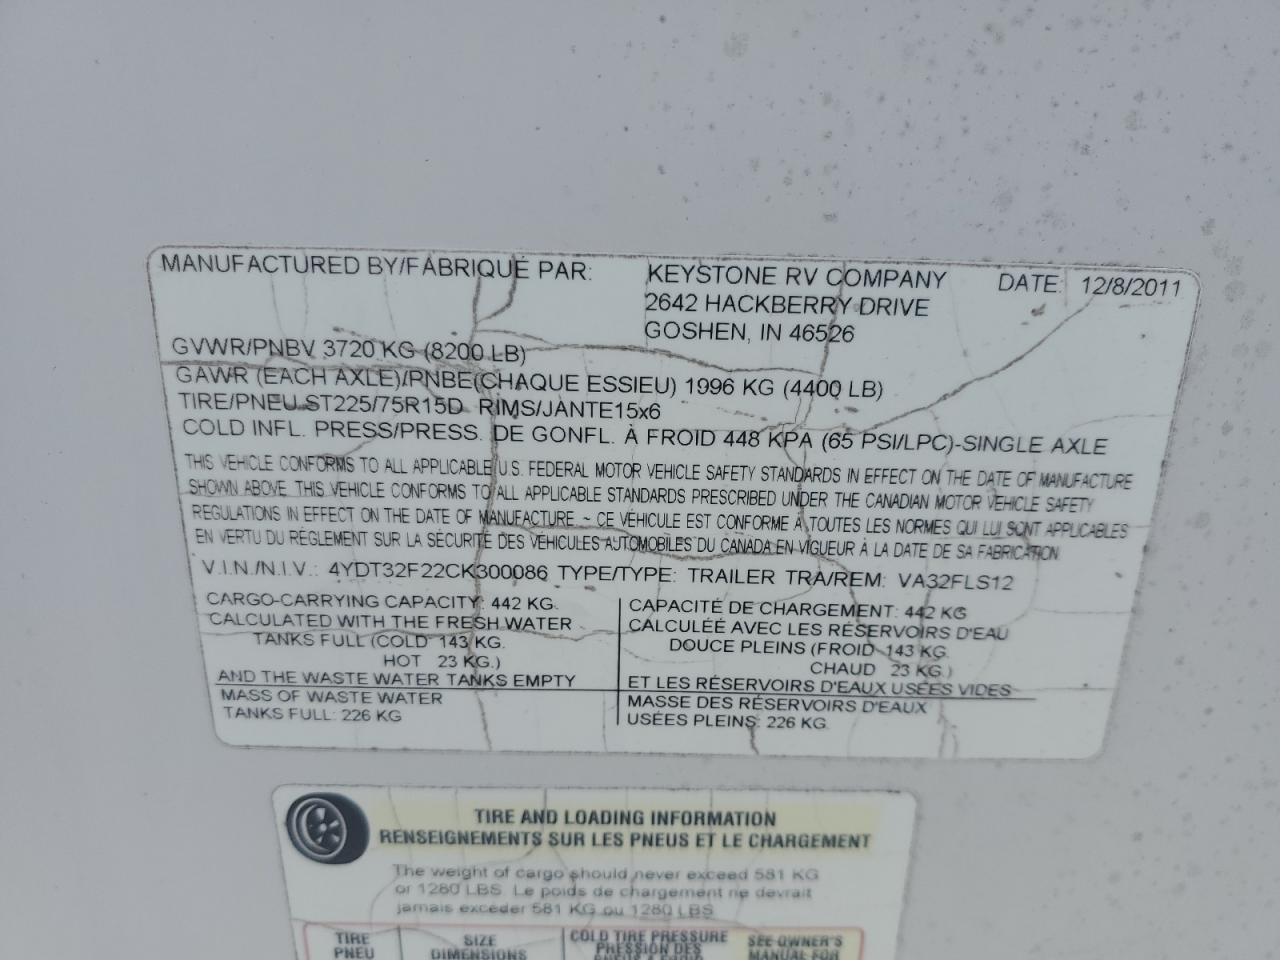 MANUFACTURED BY/FABRIQUÉ PAR: KEYSTONE RV COMPANY DATE: 12/8/2011
2642 HACKBERRY DRIVE
GOSHEN, IN 46526
GVWR/PNBV 3720 KG (8200 LB)
GAWR (EACH AXLE)/PNBE(CHAQUE ESSIEU) 1996 KG (4400 LB)
TIRE/PNEU ST225/75R15D RIMS/JANTE15x6
COLD INFL. PRESS/PRESS. DE GONFL. À FROID 448 KPA (65 PSI/LPC)-SINGLE AXLE
THIS VEHICLE CONFORMS TO ALL APPLICABLE U.S. FEDERAL MOTOR VEHICLE SAFETY STANDARDS IN EFFECT ON THE DATE OF MANUFACTURE
SHOWN ABOVE. THIS VEHICLE CONFORMS TO ALL APPLICABLE STANDARDS PRESCRIBED UNDER THE CANADIAN MOTOR VEHICLE SAFETY
REGULATIONS IN EFFECT ON THE DATE OF MANUFACTURE ~ CE VÉHICULE EST CONFORME À TOUTES LES NORMES QUI LUI SONT APPLICABLES
EN VERTU DU RÈGLEMENT SUR LA SÉCURITÉ DES VÉHICULES AUTOMOBILES DU CANADA EN VIGUEUR À LA DATE DE SA FABRICATION
V.I.N./N.I.V.: 4YDT32F22CK300086 TYPE/TYPE: TRAILER TRA/REM: VA32FLS12
CARGO-CARRYING CAPACITY: 442 KG.
CALCULATED WITH THE FRESH WATER
TANKS FULL (COLD 143 KG.
HOT 23 KG.)
AND THE WASTE WATER TANKS EMPTY
MASS OF WASTE WATER
TANKS FULL: 226 KG
CAPACITÉ DE CHARGEMENT: 442 KG
CALCULÉE AVEC LES RÉSERVOIRS D'EAU
DOUCE PLEINS (FROID 143 KG.
CHAUD 23 KG.)
ET LES RÉSERVOIRS D'EAUX USÉES VIDES
MASSE DES RÉSERVOIRS D'EAUX
USÉES PLEINS: 226 KG.
TIRE AND LOADING INFORMATION
RENSEIGNEMENTS SUR LES PNEUS ET LE CHARGEMENT
The weight of cargo should never exceed 581 KG
or 1280 LBS. Le poids de chargement ne devrait
jamais exceder 581 KG ou 1280 LBS
TIRE SIZE COLD TIRE PRESSURE SEE OWNER'S
PNEU DIMENSIONS PRESSION DES MANUAL FOR